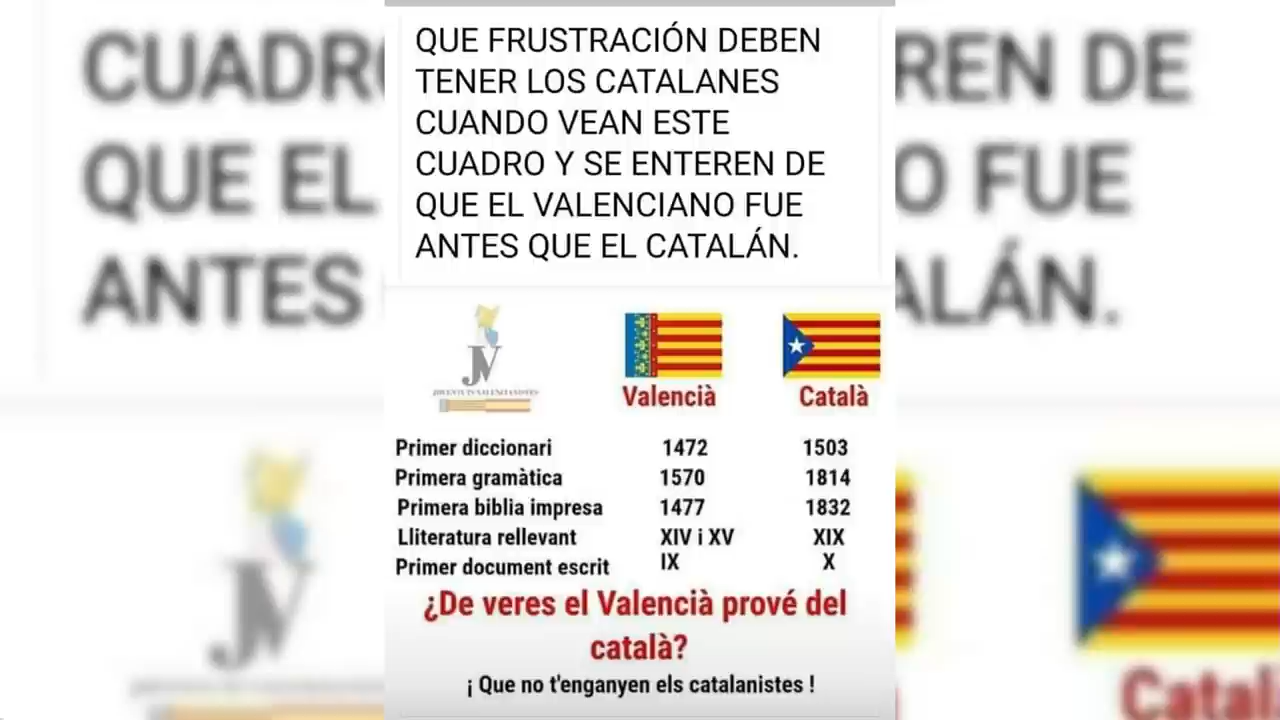 QUE FRUSTRACIÓN DEBEN
TENER LOS CATALANES
CUANDO VEAN ESTE
CUADRO Y SE ENTEREN DE
QUE EL VALENCIANO FUE
ANTES QUE EL CATALÁN.
JV
JOVENTUTS VALENCIANISTES
Valencià Català
Primer diccionari 1472 1503
Primera gramàtica 1570 1814
Primera biblia impresa 1477 1832
Lliteratura rellevant XIV i XV XIX
Primer document escrit IX X
¿De veres el Valencià prové del
català?
¡ Que no t'enganyen els catalanistes !